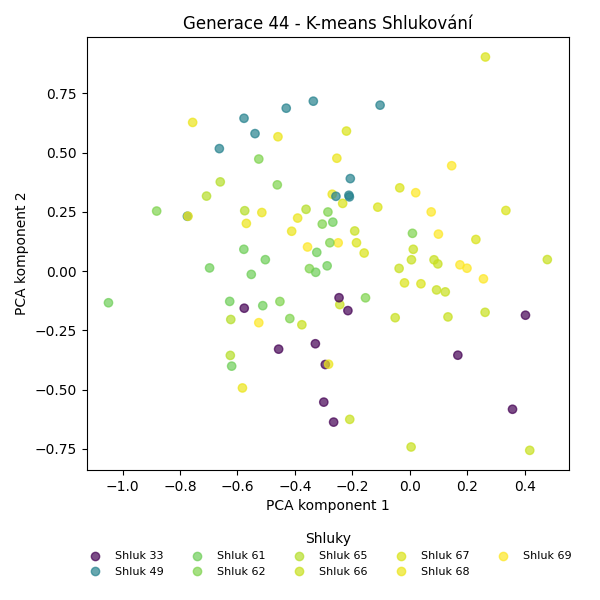 Generace 44 - K-means Shlukování
PCA komponent 2
0.75
0.50
0.25
0.00
−0.25
−0.50
−0.75
−1.0 −0.8 −0.6 −0.4 −0.2 0.0 0.2 0.4
PCA komponent 1
Shluky
Shluk 33 Shluk 61 Shluk 65 Shluk 67 Shluk 69
Shluk 49 Shluk 62 Shluk 66 Shluk 68